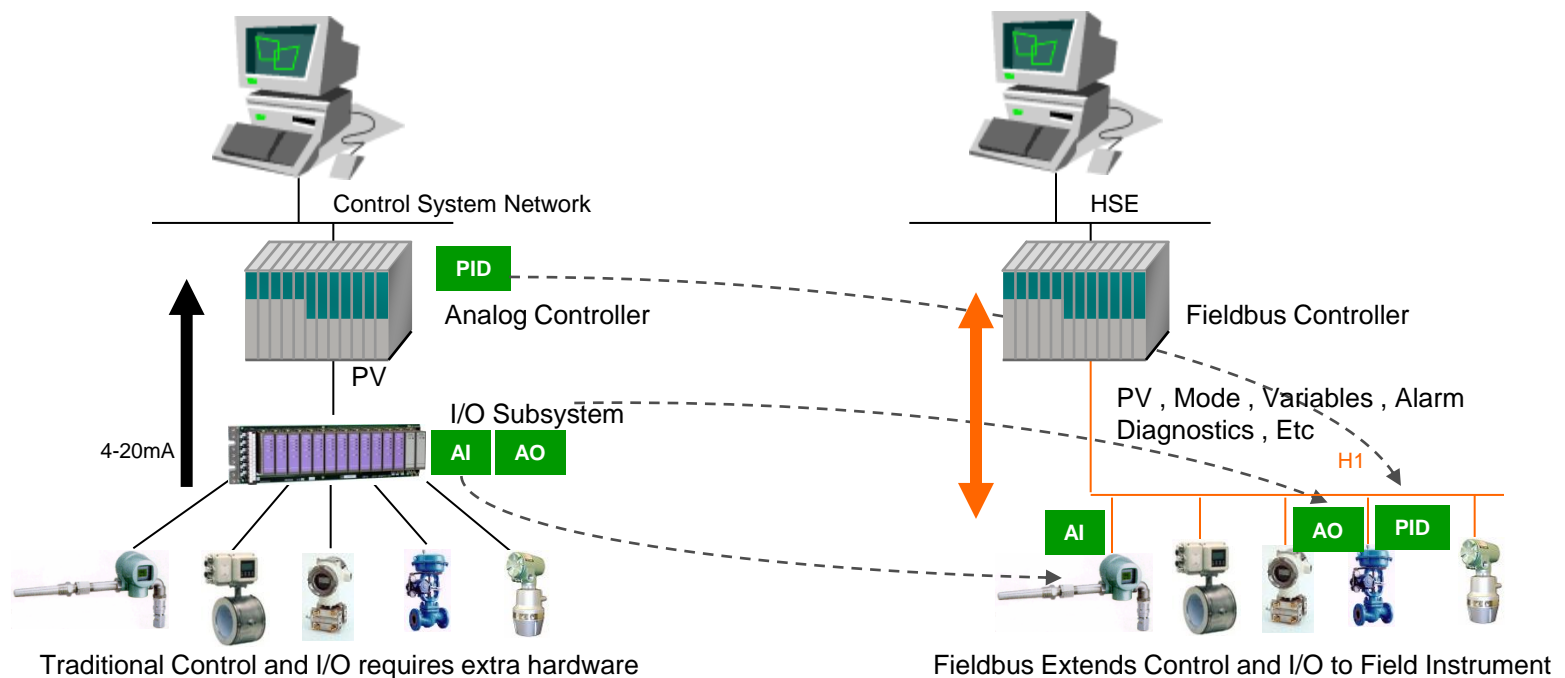 Control System Network
HSE
PID
Analog Controller
Fieldbus Controller
PV
PV , Mode , Variables , Alarm
Diagnostics , Etc
I/O Subsystem
4-20mA
AI
AO
H1
AI
AO
PID
Traditional Control and I/O requires extra hardware
Fieldbus Extends Control and I/O to Field Instrument